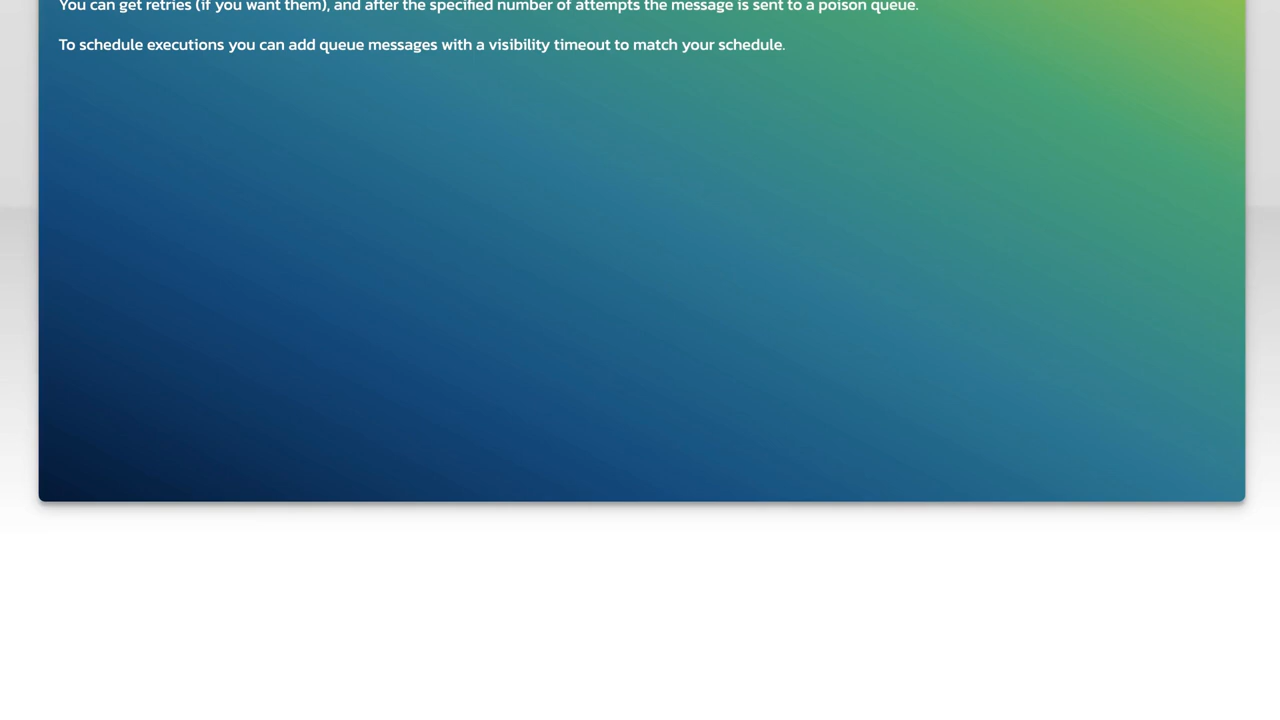 You can get retries (if you want them), and after the specified number of attempts the message is sent to a poison queue.
To schedule executions you can add queue messages with a visibility timeout to match your schedule.